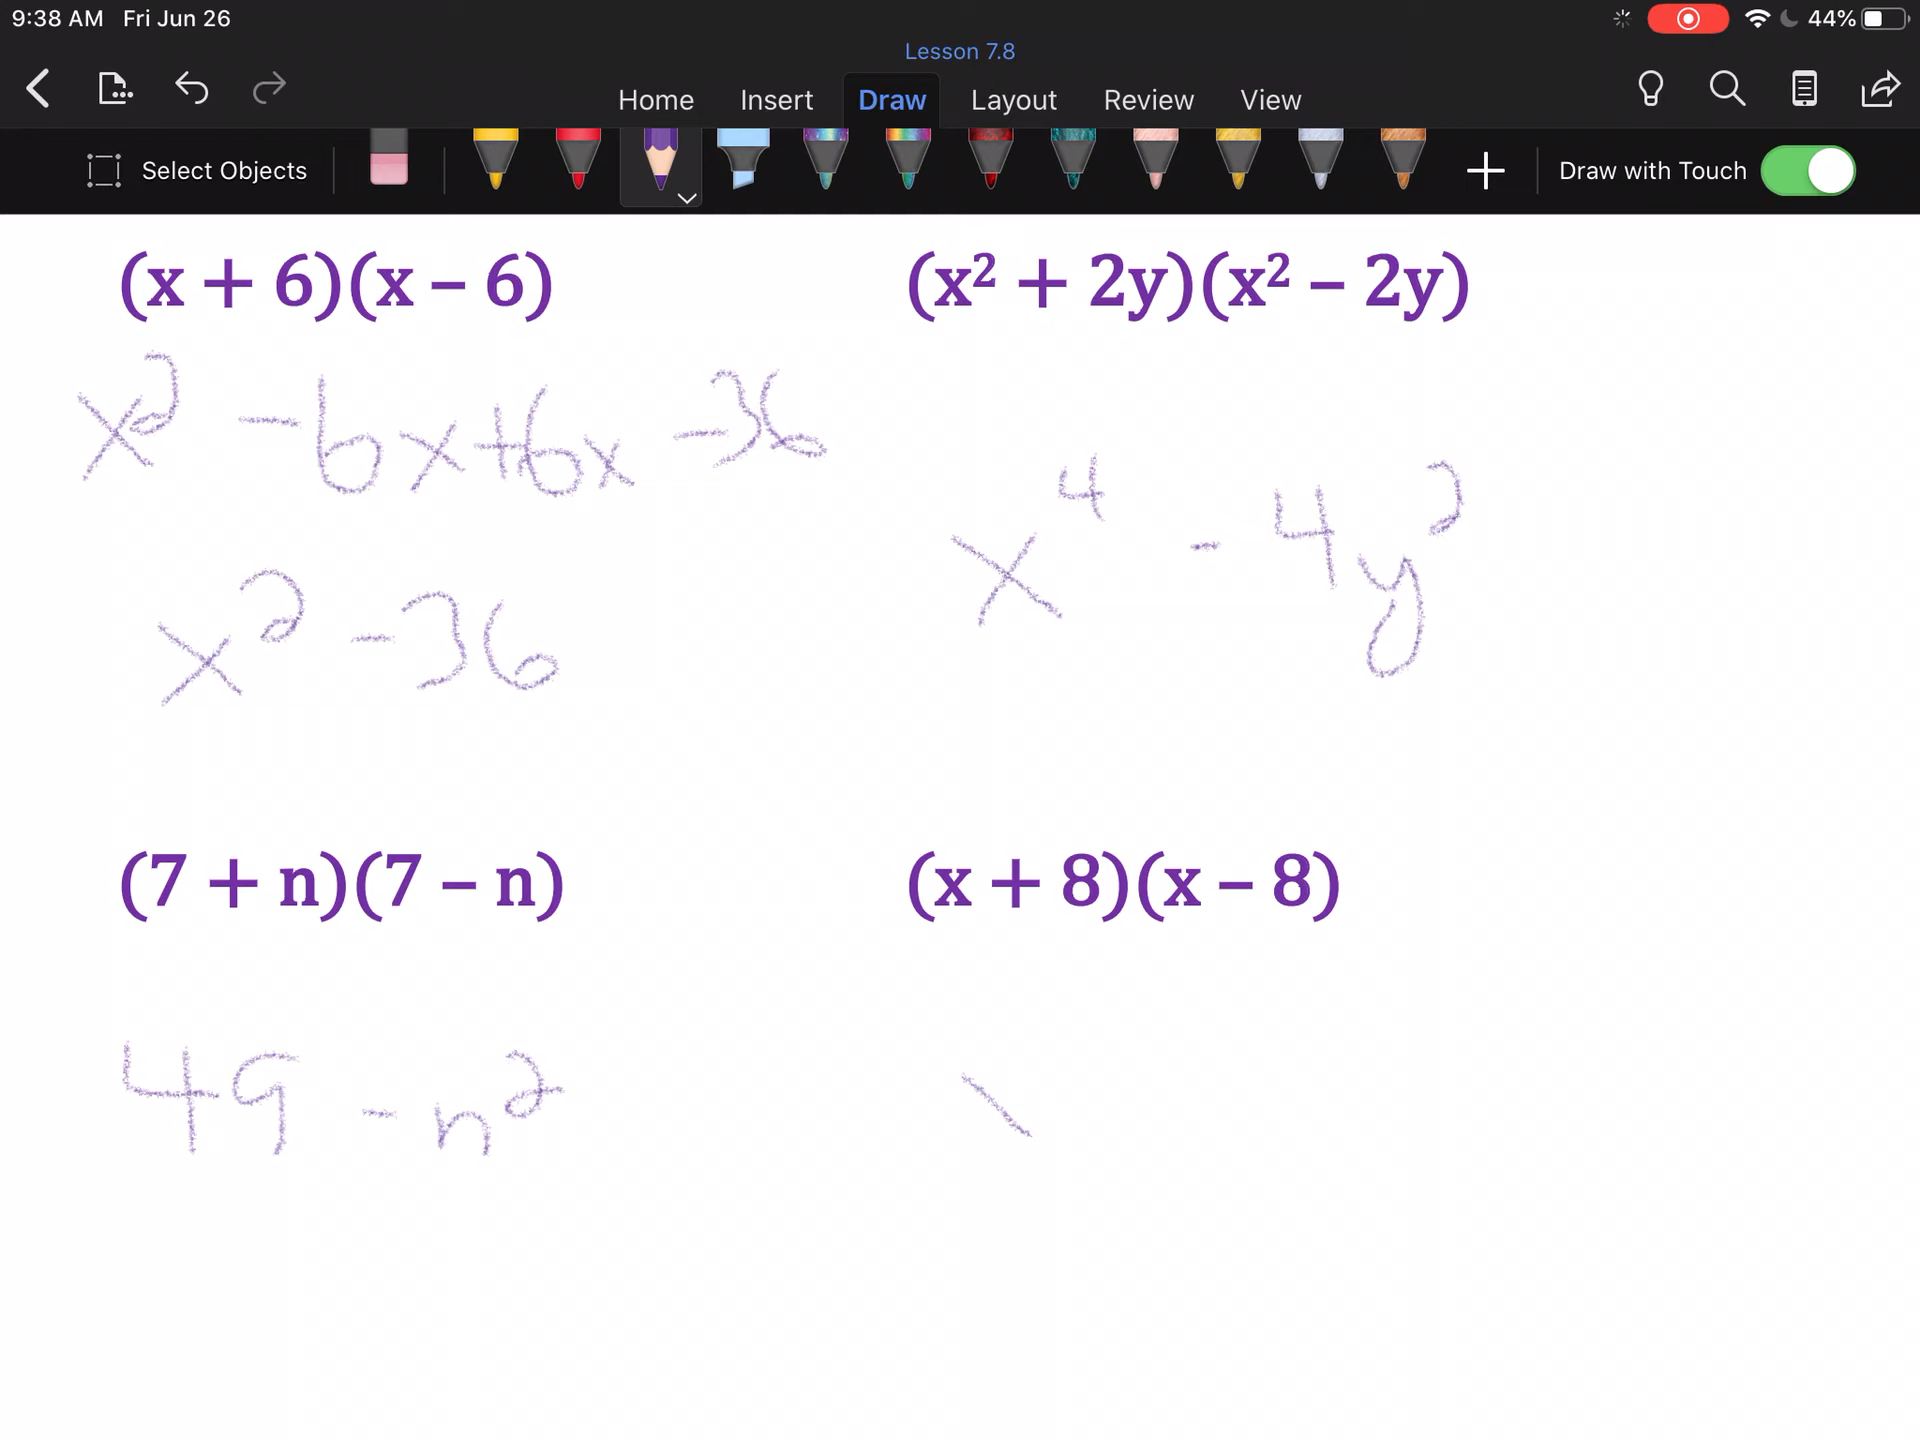 9:38 AM Fri Jun 26 44%
Lesson 7.8
Home Insert Draw Layout Review View
Select Objects Draw with Touch
(x + 6)(x – 6) (x² + 2y)(x² – 2y)
x² - 6x + 6x - 36
x⁴ - 4y²
x² - 36
(7 + n)(7 – n) (x + 8)(x – 8)
49 - n²